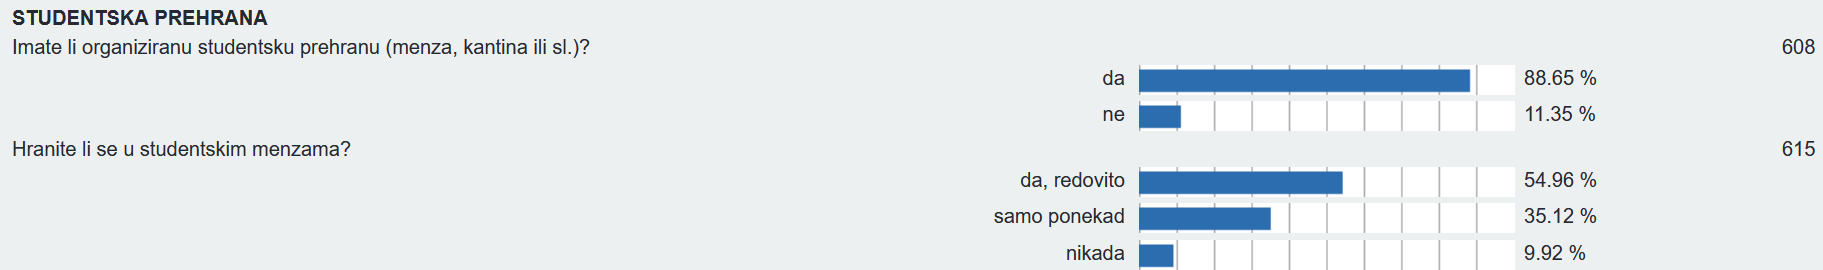 STUDENTSKA PREHRANA
Imate li organiziranu studentsku prehranu (menza, kantina ili sl.)? 608
da 88.65 %
ne 11.35 %
Hranite li se u studentskim menzama? 615
da, redovito 54.96 %
samo ponekad 35.12 %
nikada 9.92 %